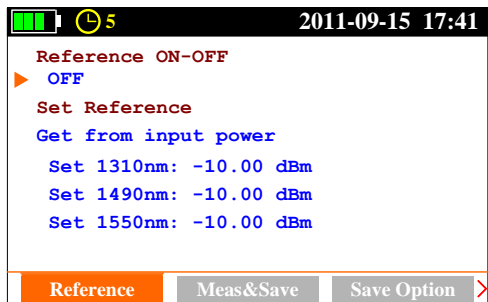 5 2011-09-15 17:41
Reference ON-OFF
OFF
Set Reference
Get from input power
Set 1310nm: -10.00 dBm
Set 1490nm: -10.00 dBm
Set 1550nm: -10.00 dBm
Reference Meas&Save Save Option